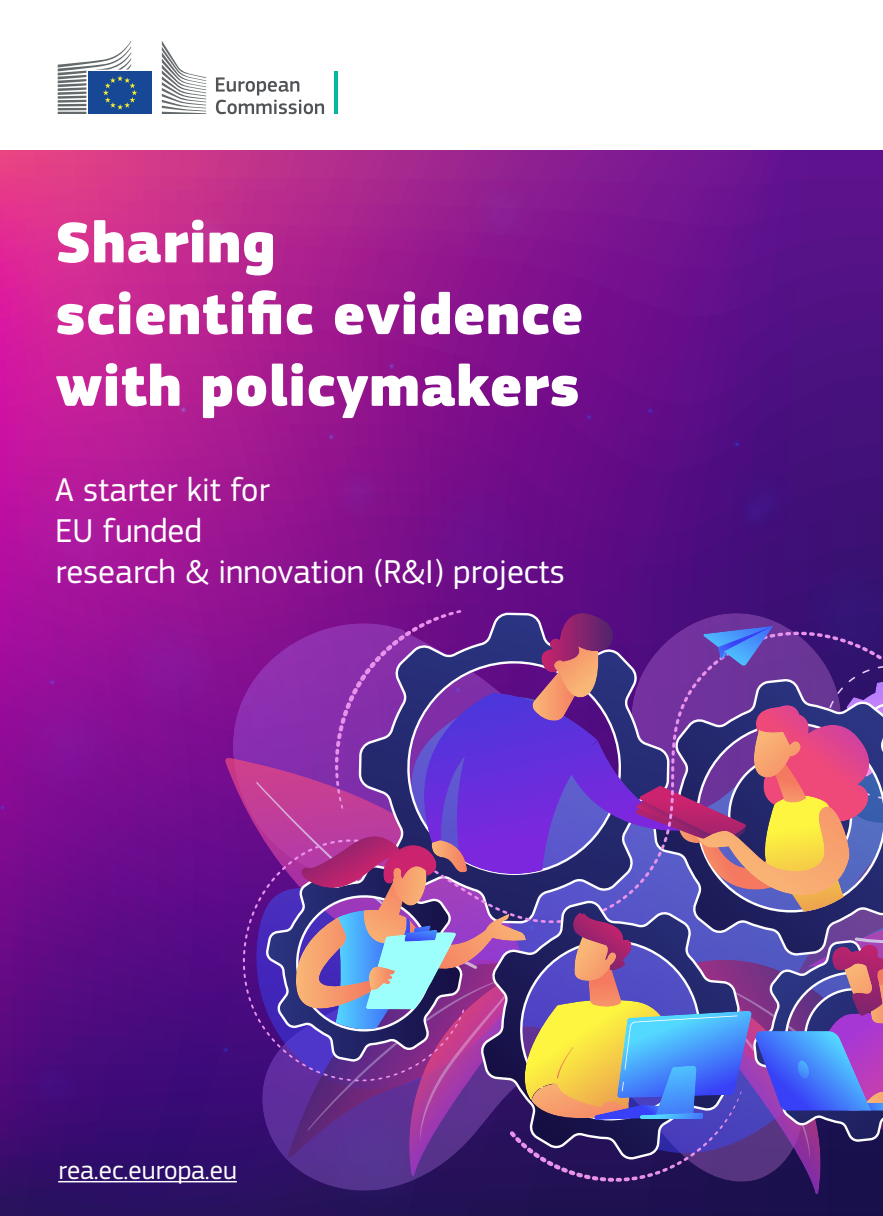 European
Commission
Sharing
scientific evidence
with policymakers
A starter kit for
EU funded
research & innovation (R&I) projects
rea.ec.europa.eu